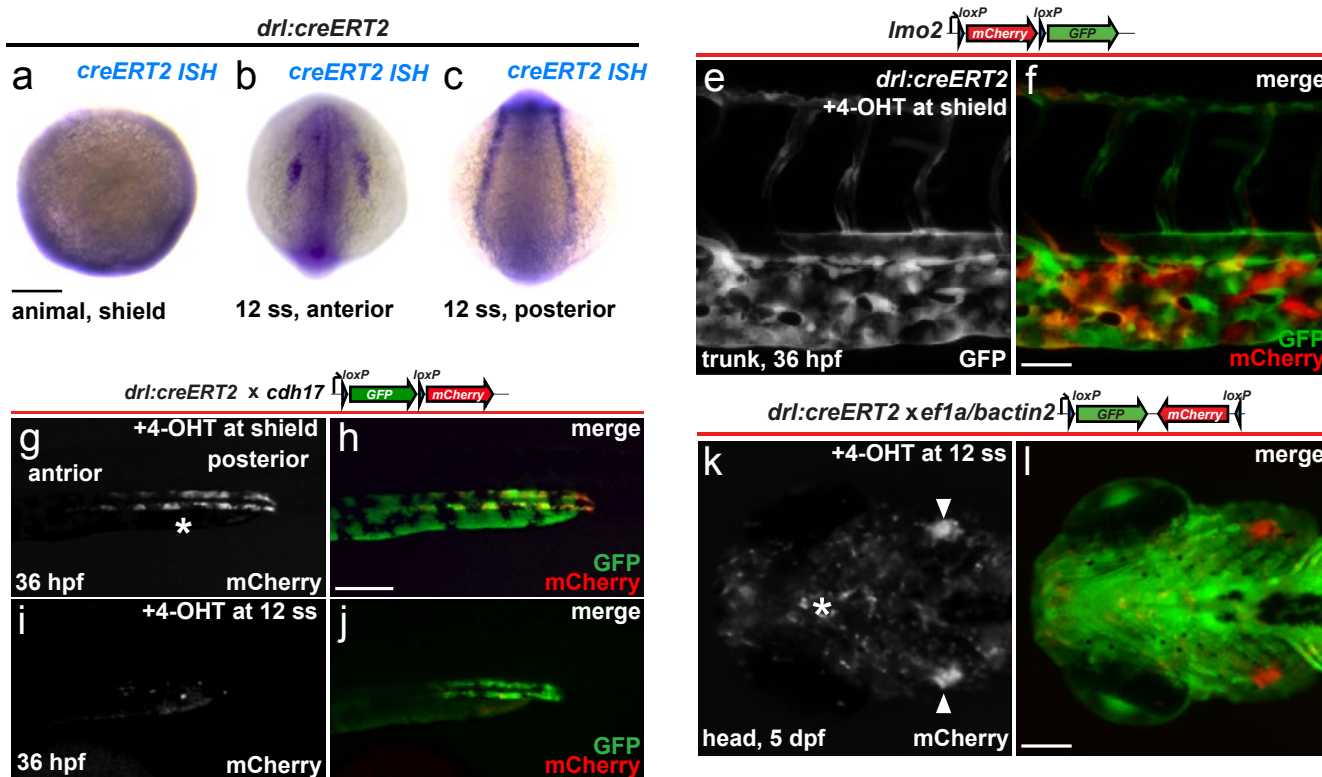 drl:creERT2
a creERT2 ISH
b creERT2 ISH
c creERT2 ISH
animal, shield
12 ss, anterior
12 ss, posterior
lmo2 loxP mCherry loxP GFP
e drl:creERT2
+4-OHT at shield
trunk, 36 hpf GFP
f merge
GFP
mCherry
drl:creERT2 x cdh17 loxP GFP loxP mCherry
g +4-OHT at shield
antrior posterior
*
36 hpf mCherry
h merge
GFP
mCherry
i +4-OHT at 12 ss
36 hpf mCherry
j merge
GFP
mCherry
drl:creERT2 x ef1a/bactin2 loxP GFP mCherry loxP
k +4-OHT at 12 ss
*
head, 5 dpf mCherry
l merge